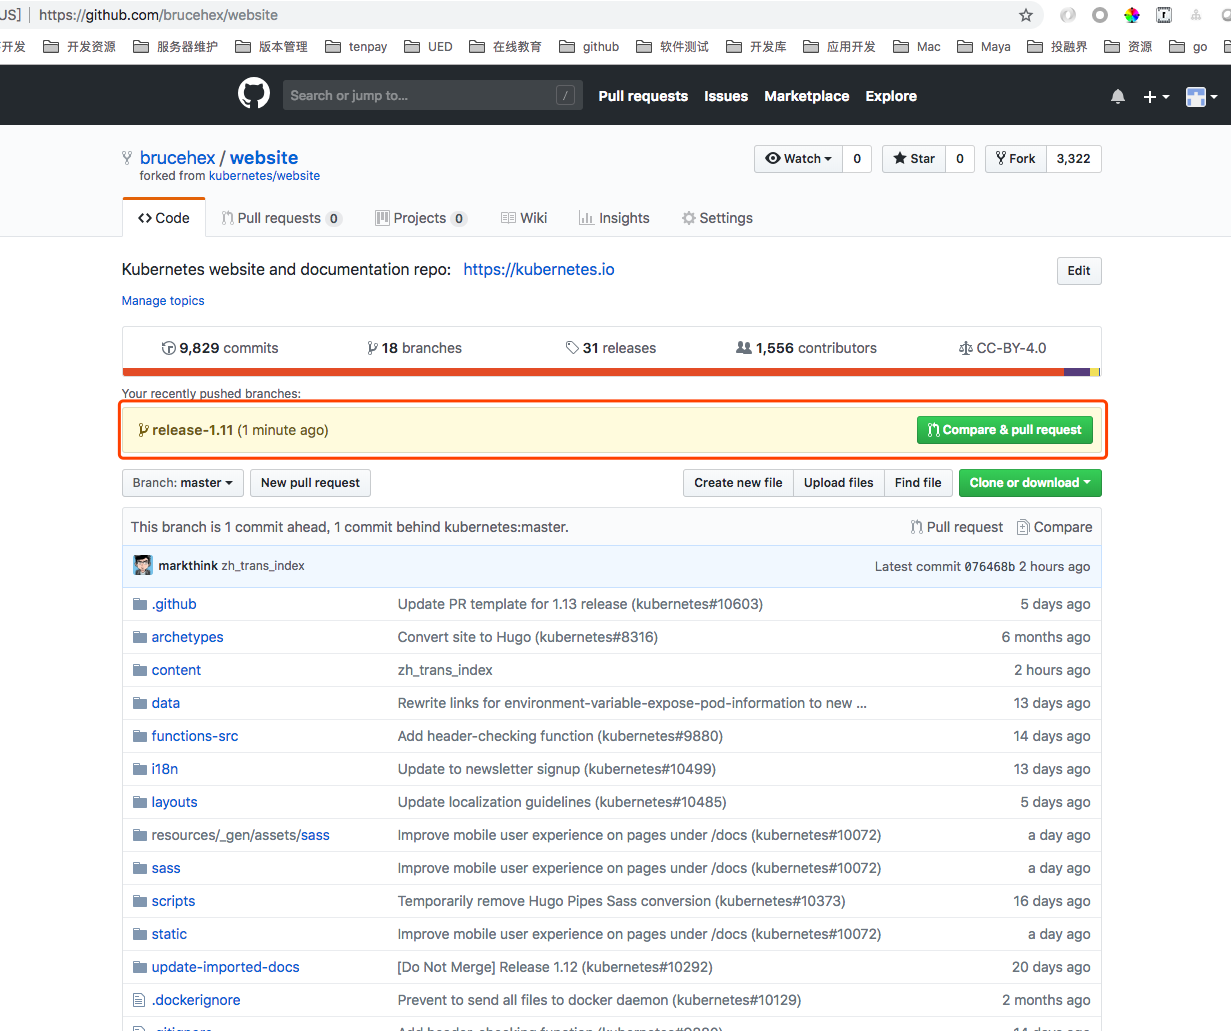 US] https://github.com/brucehex/website
开发 开发资源 服务器维护 版本管理 tenpay UED 在线教育 github 软件测试 开发库 应用开发 Mac Maya 投融界 资源 go
Search or jump to... / Pull requests Issues Marketplace Explore
brucehex / website Watch 0 Star 0 Fork 3,322
forked from kubernetes/website
Code Pull requests 0 Projects 0 Wiki Insights Settings
Kubernetes website and documentation repo: https://kubernetes.io Edit
Manage topics
9,829 commits 18 branches 31 releases 1,556 contributors CC-BY-4.0
Your recently pushed branches:
release-1.11 (1 minute ago) Compare & pull request
Branch: master New pull request Create new file Upload files Find file Clone or download
This branch is 1 commit ahead, 1 commit behind kubernetes:master. Pull request Compare
markthink zh_trans_index Latest commit 076468b 2 hours ago
.github Update PR template for 1.13 release (kubernetes#10603) 5 days ago
archetypes Convert site to Hugo (kubernetes#8316) 6 months ago
content zh_trans_index 2 hours ago
data Rewrite links for environment-variable-expose-pod-information to new ... 13 days ago
functions-src Add header-checking function (kubernetes#9880) 14 days ago
i18n Update to newsletter signup (kubernetes#10499) 13 days ago
layouts Update localization guidelines (kubernetes#10485) 5 days ago
resources/_gen/assets/sass Improve mobile user experience on pages under /docs (kubernetes#10072) a day ago
sass Improve mobile user experience on pages under /docs (kubernetes#10072) a day ago
scripts Temporarily remove Hugo Pipes Sass conversion (kubernetes#10373) 16 days ago
static Improve mobile user experience on pages under /docs (kubernetes#10072) a day ago
update-imported-docs [Do Not Merge] Release 1.12 (kubernetes#10292) 20 days ago
.dockerignore Prevent to send all files to docker daemon (kubernetes#10129) 2 months ago
.gitignore Add header-checking function (kubernetes#9880) 14 days ago